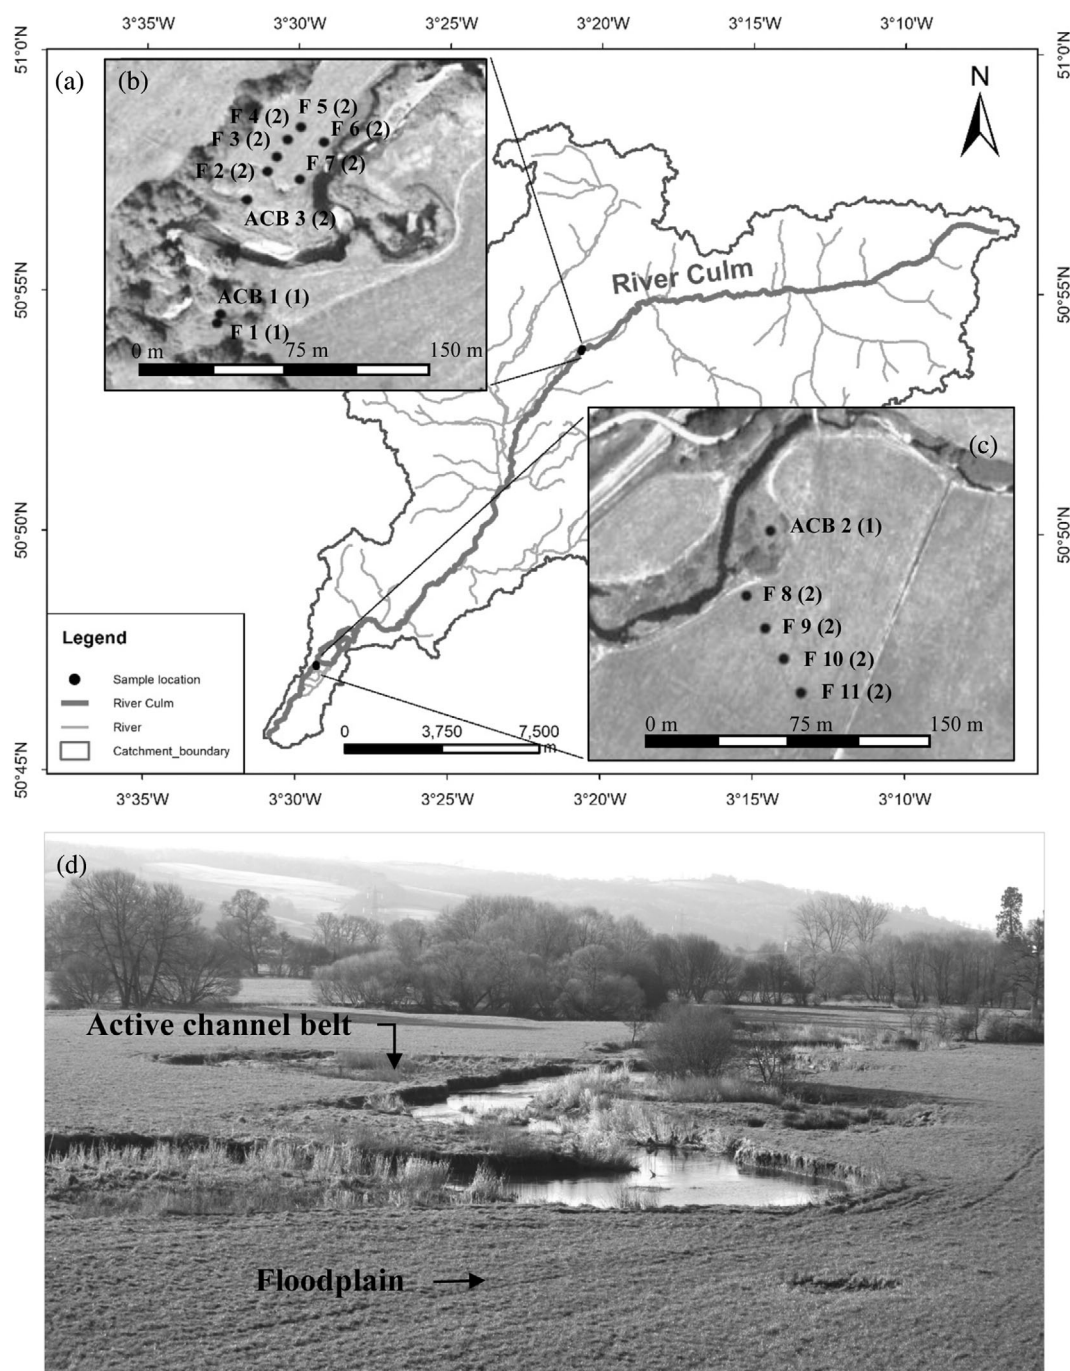 3°35'W 3°30'W 3°25'W 3°20'W 3°15'W 3°10'W
51°0'N
51°0'N
(a)
(b)
N
F 5 (2)
F 4 (2)
F 6 (2)
F 3 (2)
F 7 (2)
F 2 (2)
ACB 3 (2)
River Culm
50°55'N
50°55'N
ACB 1 (1)
F 1 (1)
0 m 75 m 150 m
(c)
ACB 2 (1)
50°50'N
50°50'N
F 8 (2)
F 9 (2)
F 10 (2)
F 11 (2)
Legend
Sample location
River Culm
River
Catchment_boundary
0 3,750 7,500
m
0 m 75 m 150 m
50°45'N
3°35'W 3°30'W 3°25'W 3°20'W 3°15'W 3°10'W
(d)
Active channel belt
Floodplain